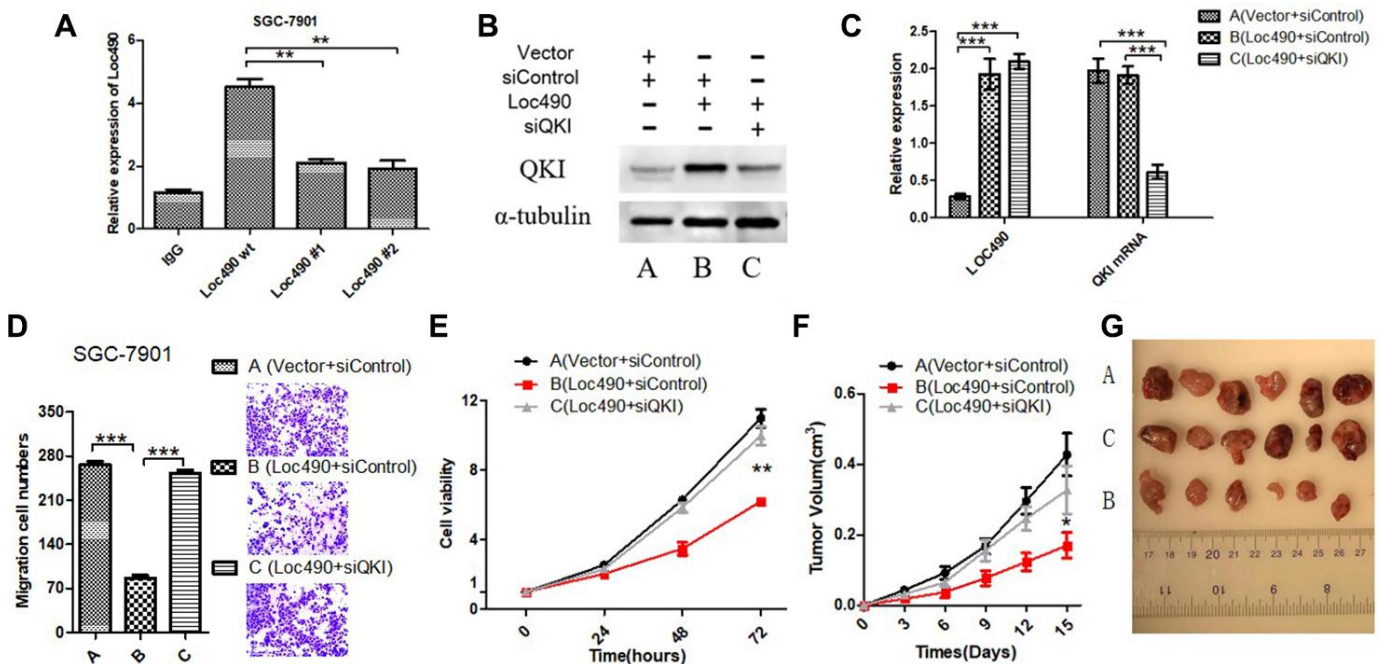 A
SGC-7901
Relative expression of Loc490
6
4
2
0
IgG
Loc490 wt
Loc490 #1
Loc490 #2
**
**
B
Vector + - -
siControl + + -
Loc490 - + +
siQKI - - +
QKI
α-tubulin
A B C
C
Relative expression
2.5
2.0
1.5
1.0
0.5
0.0
LOC490
QKI mRNA
***
***
***
***
A(Vector+siControl)
B(Loc490+siControl)
C(Loc490+siQKI)
D
SGC-7901
Migration cell numbers
350
280
210
140
70
0
A
B
C
***
***
A (Vector+siControl)
B (Loc490+siControl)
C (Loc490+siQKI)
E
A(Vector+siControl)
B(Loc490+siControl)
C(Loc490+siQKI)
Cell viability
12
8
4
1
0
0
24
48
72
**
Time(hours)
F
A(Vector+siControl)
B(Loc490+siControl)
C(Loc490+siQKI)
Tumor Volum(cm3)
0.6
0.4
0.2
0.0
0
3
6
9
12
15
*
Times(Days)
G
A
C
B
17 18 19 20 21 22 23 24 25 26 27
11 10 9 8